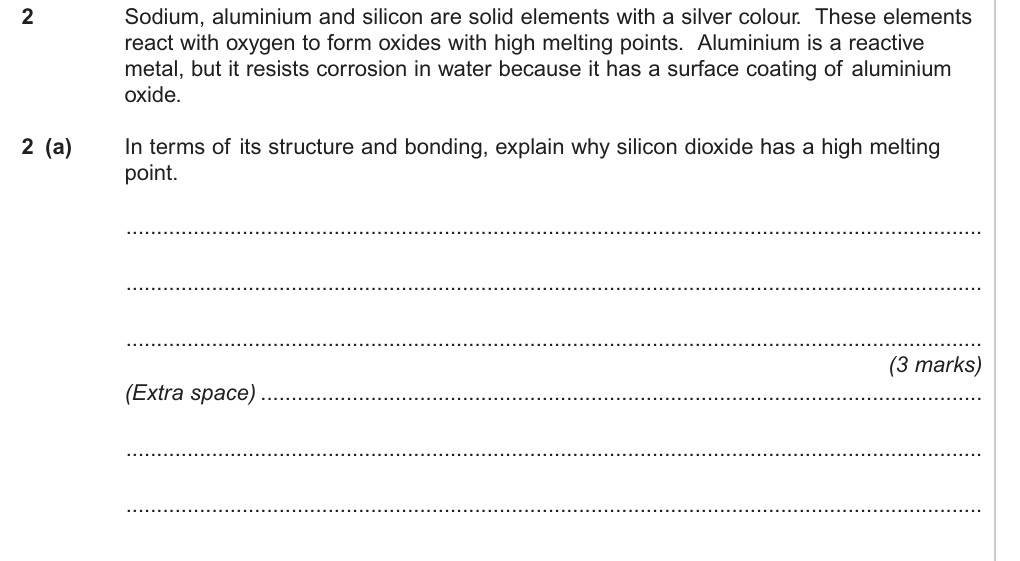 2 Sodium, aluminium and silicon are solid elements with a silver colour. These elements
react with oxygen to form oxides with high melting points. Aluminium is a reactive
metal, but it resists corrosion in water because it has a surface coating of aluminium
oxide.
2 (a) In terms of its structure and bonding, explain why silicon dioxide has a high melting
point.
(3 marks)
(Extra space)